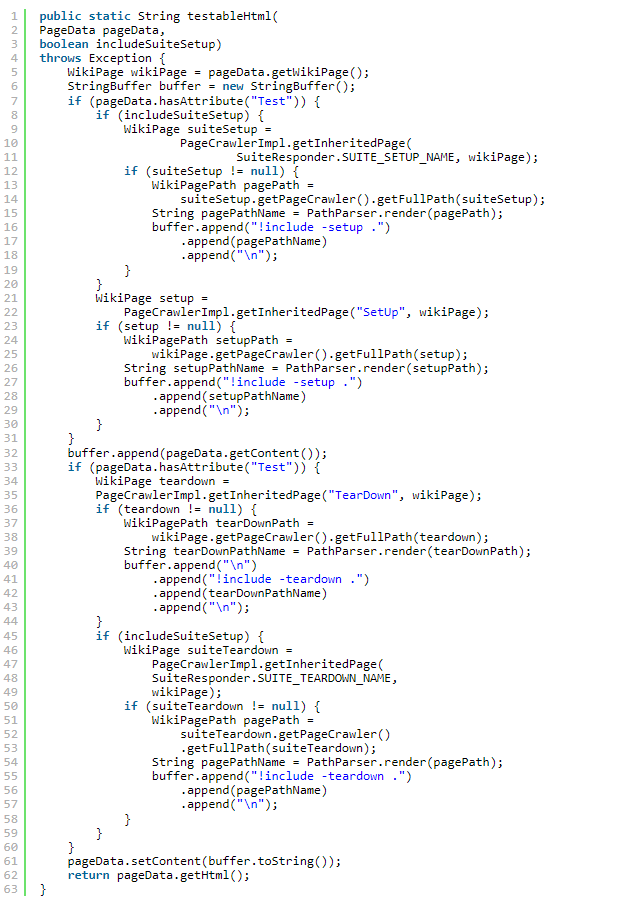 1 public static String testableHtml(
2 PageData pageData,
3 boolean includeSuiteSetup)
4 throws Exception {
5     WikiPage wikiPage = pageData.getWikiPage();
6     StringBuffer buffer = new StringBuffer();
7     if (pageData.hasAttribute("Test")) {
8         if (includeSuiteSetup) {
9             WikiPage suiteSetup =
10                     PageCrawlerImpl.getInheritedPage(
11                             SuiteResponder.SUITE_SETUP_NAME, wikiPage);
12             if (suiteSetup != null) {
13                 WikiPagePath pagePath =
14                     suiteSetup.getPageCrawler().getFullPath(suiteSetup);
15                 String pagePathName = PathParser.render(pagePath);
16                 buffer.append("!include -setup .")
17                     .append(pagePathName)
18                     .append("\n");
19             }
20         }
21         WikiPage setup =
22             PageCrawlerImpl.getInheritedPage("SetUp", wikiPage);
23         if (setup != null) {
24             WikiPagePath setupPath =
25                 wikiPage.getPageCrawler().getFullPath(setup);
26             String setupPathName = PathParser.render(setupPath);
27             buffer.append("!include -setup .")
28                 .append(setupPathName)
29                 .append("\n");
30         }
31     }
32     buffer.append(pageData.getContent());
33     if (pageData.hasAttribute("Test")) {
34         WikiPage teardown =
35         PageCrawlerImpl.getInheritedPage("TearDown", wikiPage);
36         if (teardown != null) {
37             WikiPagePath tearDownPath =
38                 wikiPage.getPageCrawler().getFullPath(teardown);
39             String tearDownPathName = PathParser.render(tearDownPath);
40             buffer.append("\n")
41                 .append("!include -teardown .")
42                 .append(tearDownPathName)
43                 .append("\n");
44         }
45         if (includeSuiteSetup) {
46             WikiPage suiteTeardown =
47                 PageCrawlerImpl.getInheritedPage(
48                 SuiteResponder.SUITE_TEARDOWN_NAME,
49                 wikiPage);
50             if (suiteTeardown != null) {
51                 WikiPagePath pagePath =
52                     suiteTeardown.getPageCrawler()
53                     .getFullPath(suiteTeardown);
54                 String pagePathName = PathParser.render(pagePath);
55                 buffer.append("!include -teardown .")
56                     .append(pagePathName)
57                     .append("\n");
58             }
59         }
60     }
61     pageData.setContent(buffer.toString());
62     return pageData.getHtml();
63 }